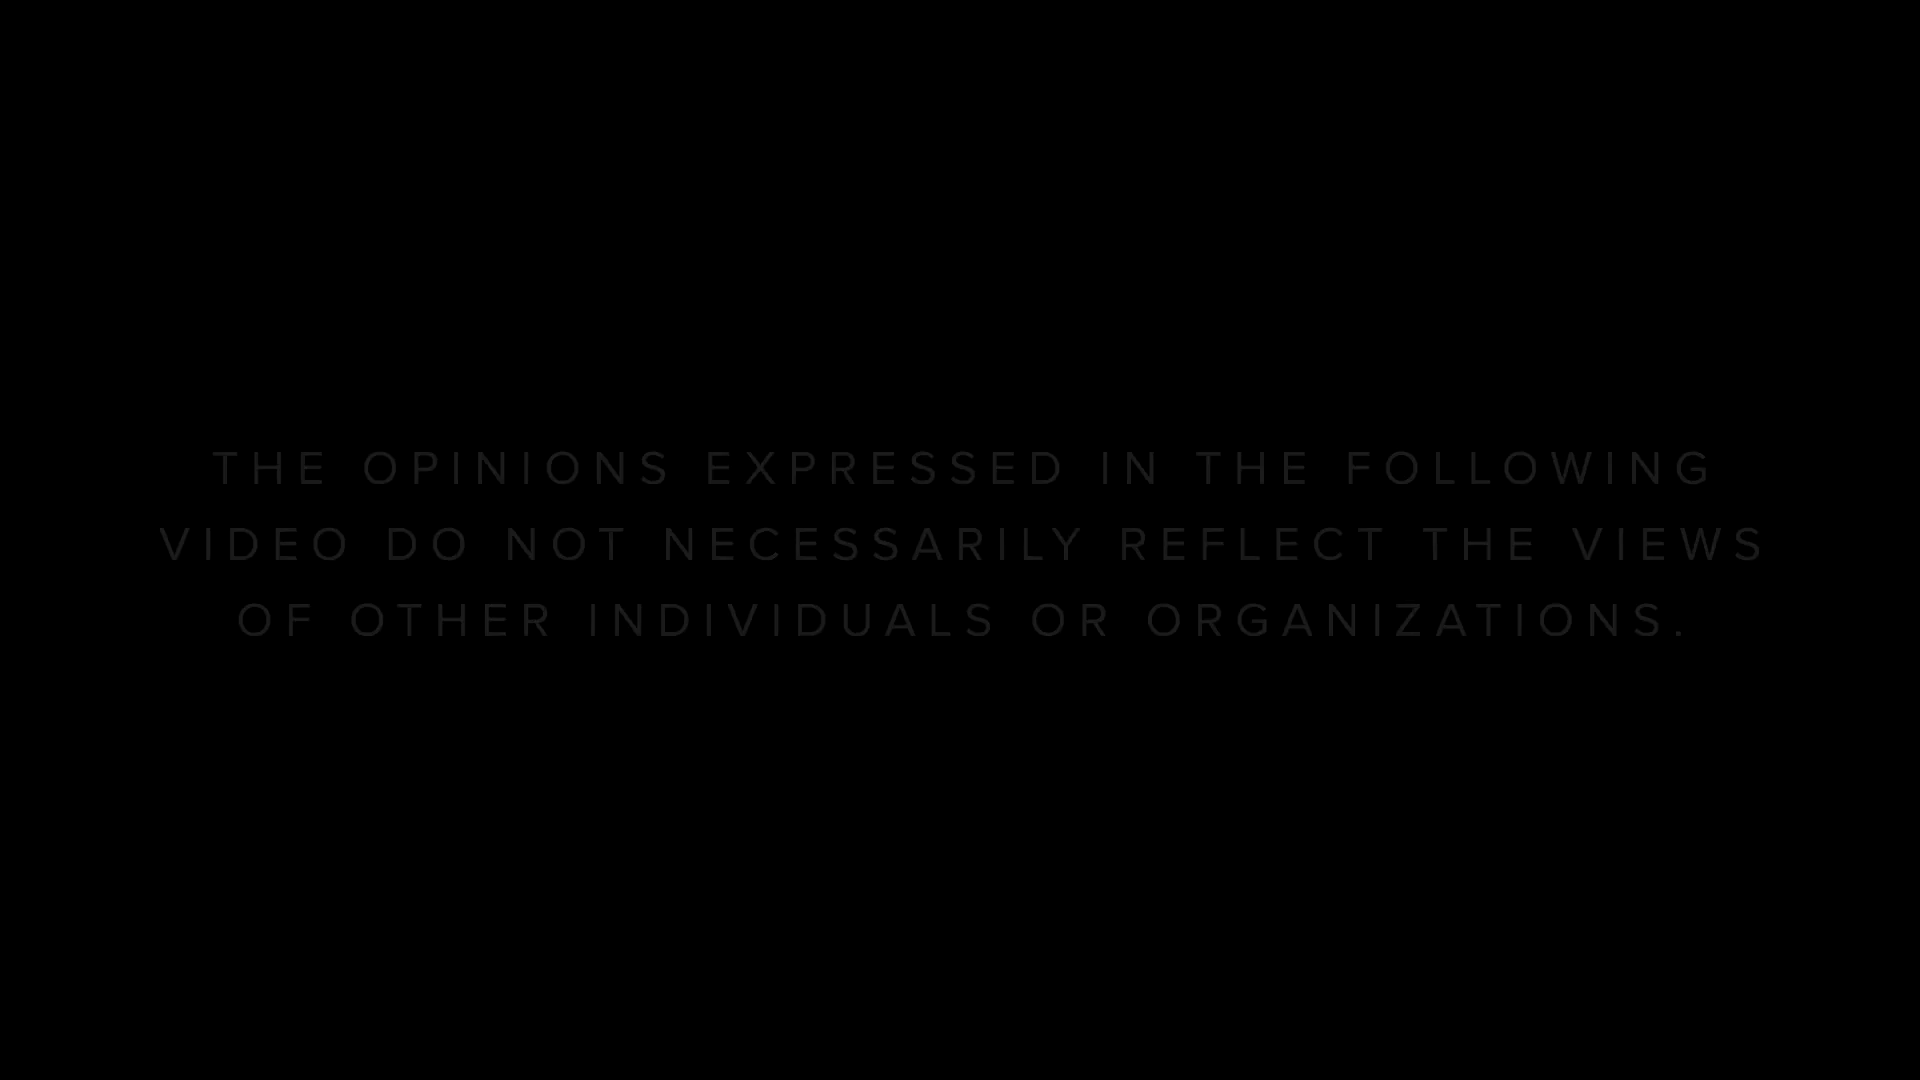 THE OPINIONS EXPRESSED IN THE FOLLOWING
VIDEO DO NOT NECESSARILY REFLECT THE VIEWS
OF OTHER INDIVIDUALS OR ORGANIZATIONS.